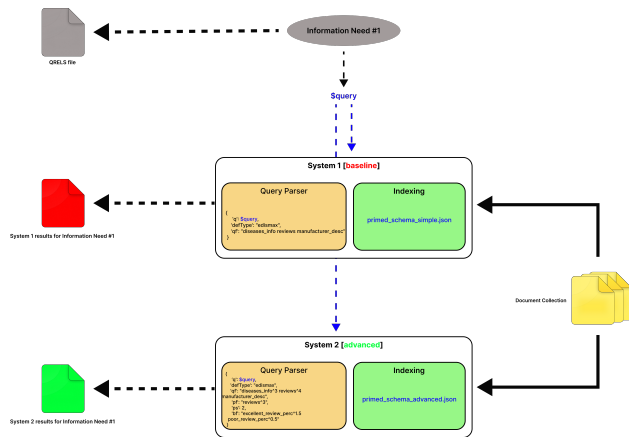 Information Need #1
QRELS file
$query
System 1 [baseline]
Query Parser
{
'q': $query,
'defType': "edismax",
'qf': "diseases_info reviews manufacturer_desc"
}
Indexing
primed_schema_simple.json
System 1 results for Information Need #1
Document Collection
System 2 [advanced]
Query Parser
{
'q': $query,
'defType': "edismax",
'qf': "diseases_info^3 reviews^4
manufacturer_desc",
'pf': "reviews^3",
'ps': 2,
'bf': "excellent_review_perc^1.5
poor_review_perc^0.5"
}
Indexing
primed_schema_advanced.json
System 2 results for Information Need #1